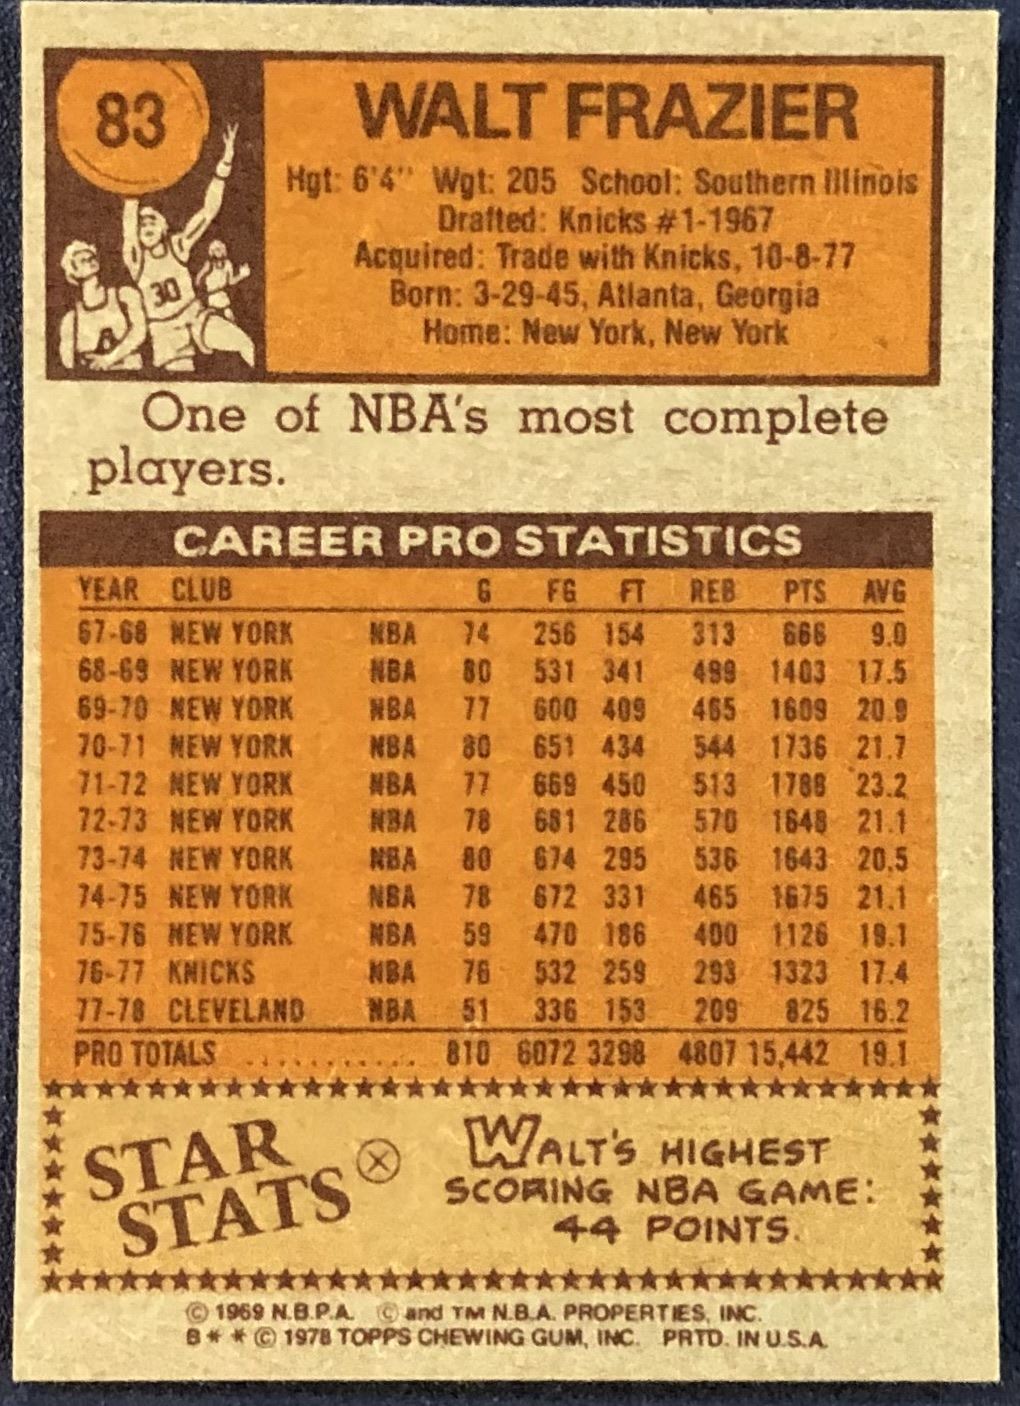 83
WALT FRAZIER
Hgt: 6'4" Wgt: 205 School: Southern Illinois
Drafted: Knicks #1-1967
Acquired: Trade with Knicks, 10-8-77
Born: 3-29-45, Atlanta, Georgia
Home: New York, New York
30
8
One of NBA's most complete
players.
CAREER PRO STATISTICS
YEAR CLUB G FG FT REB PTS AVG
67-68 NEW YORK NBA 74 256 154 313 666 9.0
68-69 NEW YORK NBA 80 531 341 499 1403 17.5
69-70 NEW YORK NBA 77 600 409 465 1609 20.9
70-71 NEW YORK NBA 80 651 434 544 1736 21.7
71-72 NEW YORK NBA 77 669 450 513 1788 23.2
72-73 NEW YORK NBA 78 681 286 570 1648 21.1
73-74 NEW YORK NBA 80 674 295 536 1643 20.5
74-75 NEW YORK NBA 78 672 331 465 1675 21.1
75-76 NEW YORK NBA 59 470 186 400 1126 19.1
76-77 KNICKS NBA 76 532 259 293 1323 17.4
77-78 CLEVELAND NBA 51 336 153 209 825 16.2
PRO TOTALS ........... 810 6072 3298 4807 15,442 19.1
STAR
STATS
WALT'S HIGHEST
SCORING NBA GAME:
44 POINTS.
© 1969 N.B.P.A. © and TM N.B.A. PROPERTIES, INC.
B * * © 1978 TOPPS CHEWING GUM, INC. PRTD. IN U.S.A.